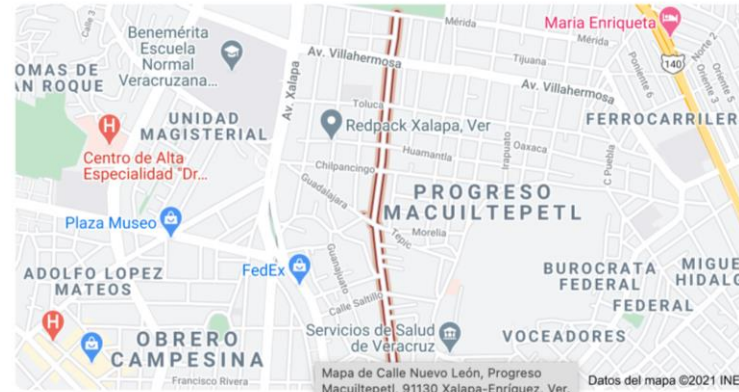 Calle 3
Benemérita
Escuela
Normal
Veracruzana...
Av. Xalapa
Mérida
Maria Enriqueta
Mérida
Tijuana
Norte 2
Oriente 3
Oriente 5
Poniente 6
140
Av. Villahermosa
Av. Villahermosa
OMAS DE
AN ROQUE
UNIDAD
MAGISTERIAL
Toluca
Redpack Xalapa, Ver
FERROCARRILER
H
Centro de Alta
Especialidad "Dr...
Huamantla
Chilpancingo
Irapuato
Oaxaca
C Puebla
Guadalajara
PROGRESO
MACUILTEPETL
Plaza Museo
Morelia
Tepic
Guanajuato
FedEx
ADOLFO LOPEZ
MATEOS
BUROCRATA
FEDERAL
MIGUE
HIDALG
FEDERAL
Calle Saltillo
H
OBRERO
CAMPESINA
Servicios de Salud
de Veracruz
VOCEADORES
Francisco Rivera
Mapa de Calle Nuevo León, Progreso
Macuiltepetl, 91130 Xalapa-Enríquez, Ver.
Datos del mapa ©2021 INE